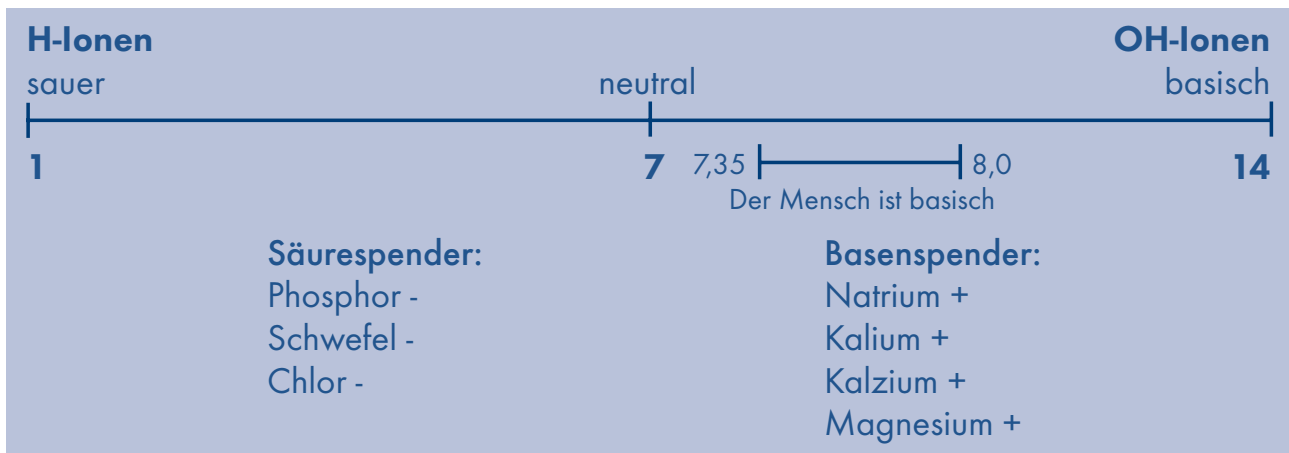 H-Ionen OH-Ionen
sauer neutral basisch
1 7 7,35 8,0 14
Der Mensch ist basisch
Säurespender:
Phosphor -
Schwefel -
Chlor -
Basenspender:
Natrium +
Kalium +
Kalzium +
Magnesium +